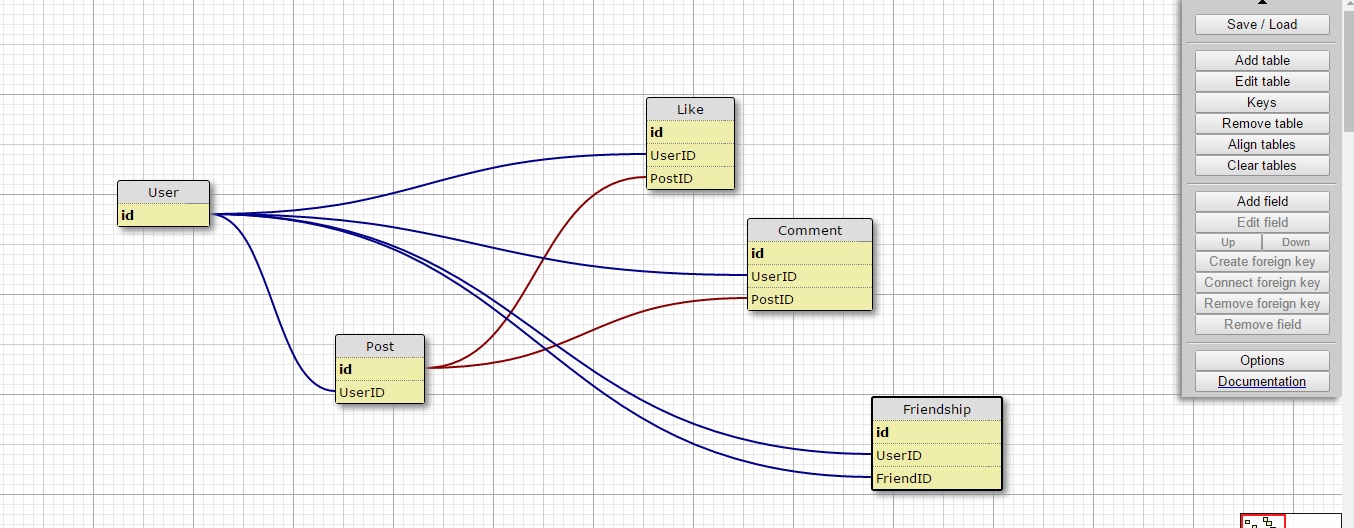 User
id
Post
id
UserID
Like
id
UserID
PostID
Comment
id
UserID
PostID
Friendship
id
UserID
FriendID
Save / Load
Add table
Edit table
Keys
Remove table
Align tables
Clear tables
Add field
Edit field
Up Down
Create foreign key
Connect foreign key
Remove foreign key
Remove field
Options
Documentation